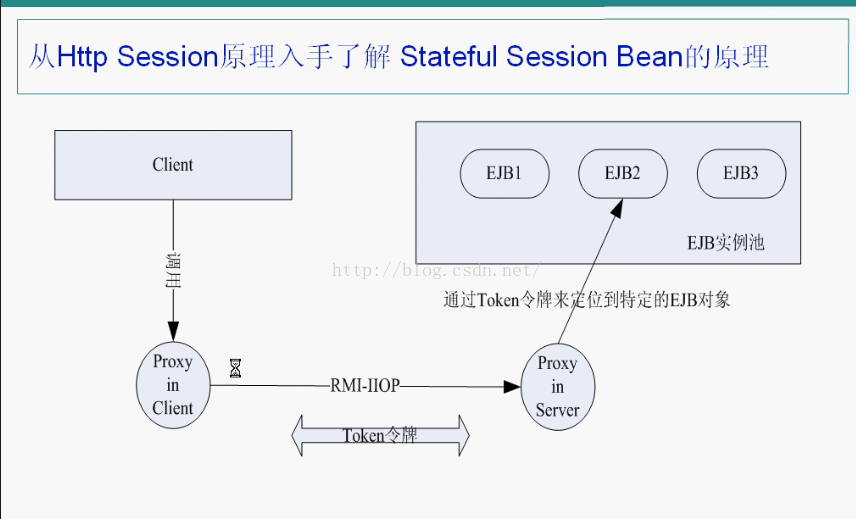 从Http Session原理入手了解 Stateful Session Bean的原理
Client
EJB1
EJB2
EJB3
EJB实例池
调用
http://blog.csdn.net/
通过Token令牌来定位到特定的EJB对象
Proxy
in
Client
RMI-IIOP
Proxy
in
Server
Token令牌